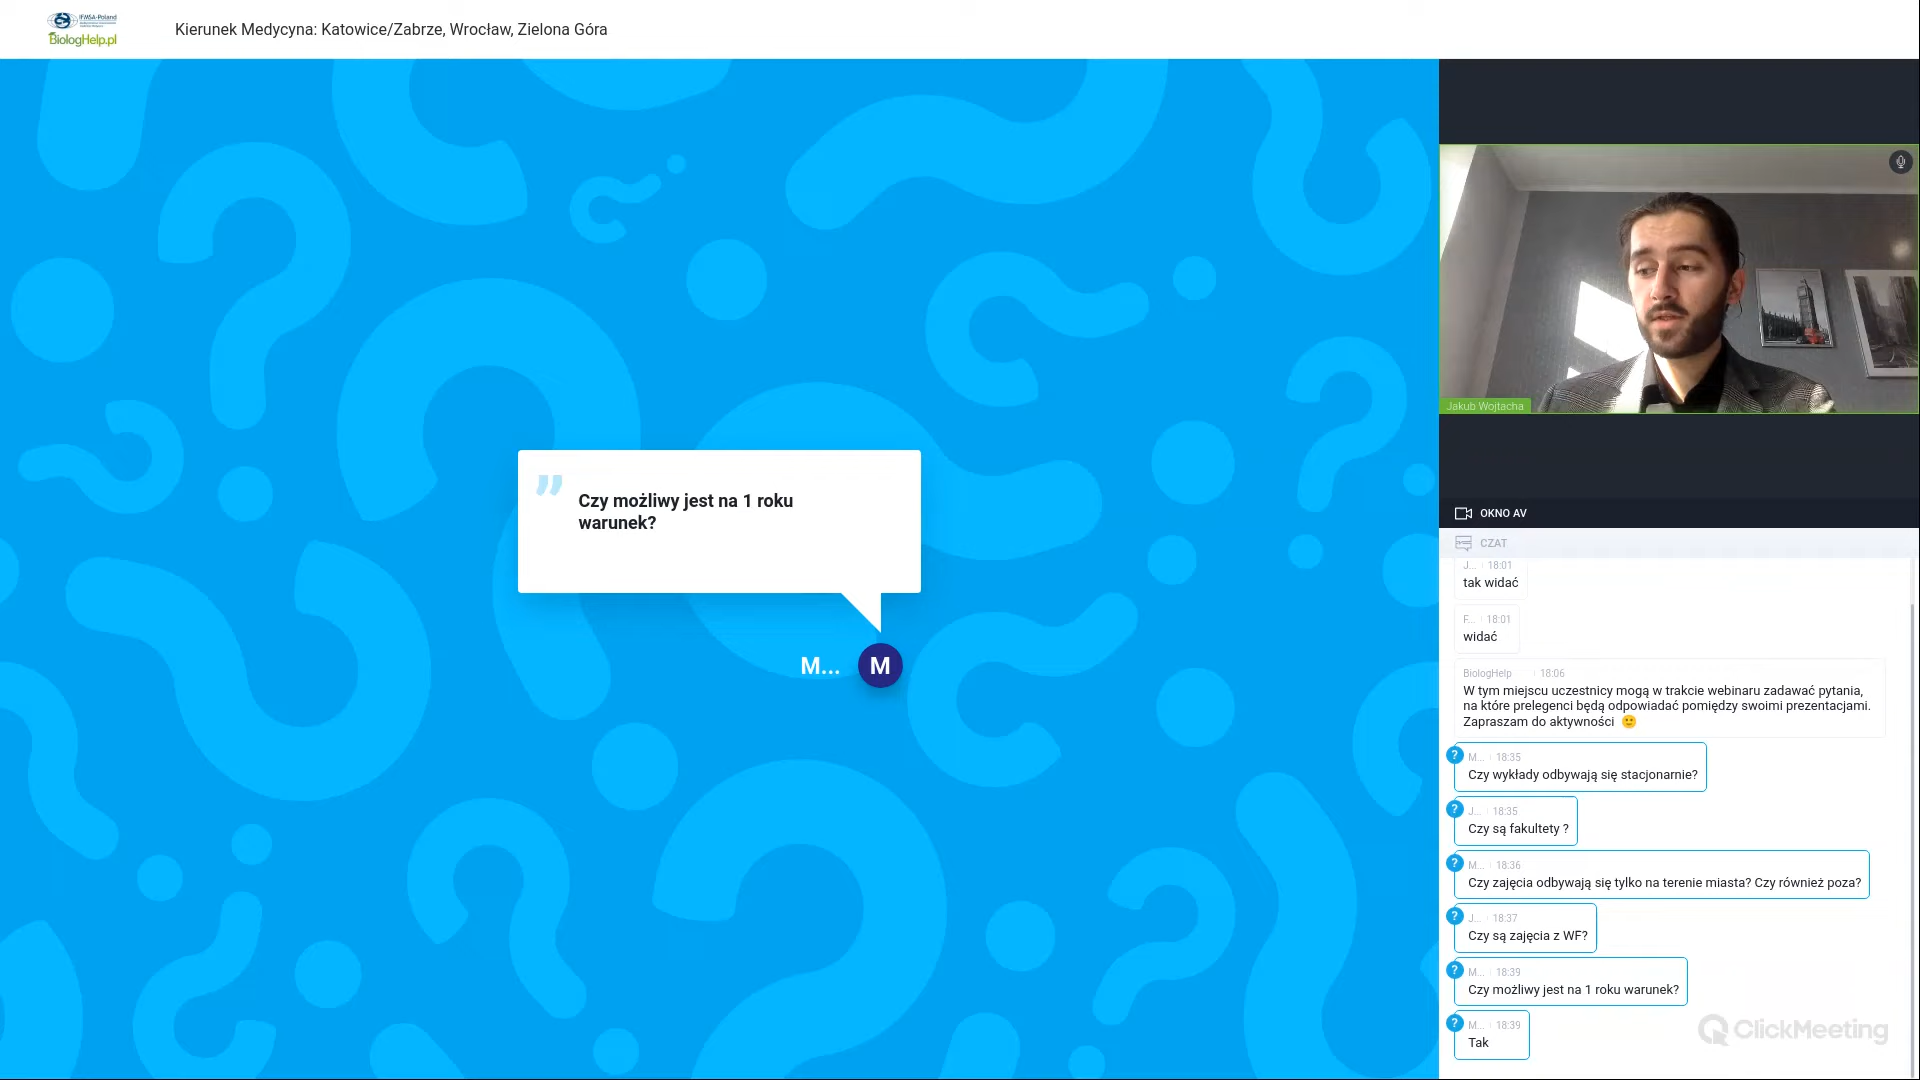 IFMSA-Poland
BiologHelp.pl
Kierunek Medycyna: Katowice/Zabrze, Wrocław, Zielona Góra
Czy możliwy jest na 1 roku
warunek?
M...
M
Jakub Wojtacha
OKNO AV
CZAT
J... 18:01
tak widać
F... 18:01
widać
BiologHelp 18:06
W tym miejscu uczestnicy mogą w trakcie webinaru zadawać pytania,
na które prelegenci będą odpowiadać pomiędzy swoimi prezentacjami.
Zapraszam do aktywności 🙂
? M... 18:35
Czy wykłady odbywają się stacjonarnie?
? J... 18:35
Czy są fakultety ?
? M... 18:36
Czy zajęcia odbywają się tylko na terenie miasta? Czy również poza?
? J... 18:37
Czy są zajęcia z WF?
? M... 18:39
Czy możliwy jest na 1 roku warunek?
? M... 18:39
Tak
ClickMeeting